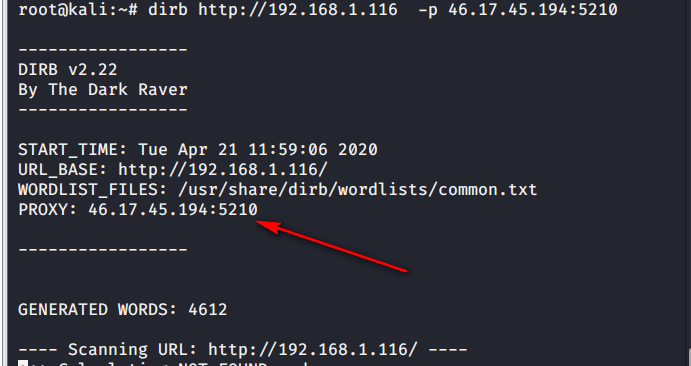 root@kali:~# dirb http://192.168.1.116  -p 46.17.45.194:5210
-----------------
DIRB v2.22
By The Dark Raver
-----------------
START_TIME: Tue Apr 21 11:59:06 2020
URL_BASE: http://192.168.1.116/
WORDLIST_FILES: /usr/share/dirb/wordlists/common.txt
PROXY: 46.17.45.194:5210
-----------------
GENERATED WORDS: 4612
---- Scanning URL: http://192.168.1.116/ ----